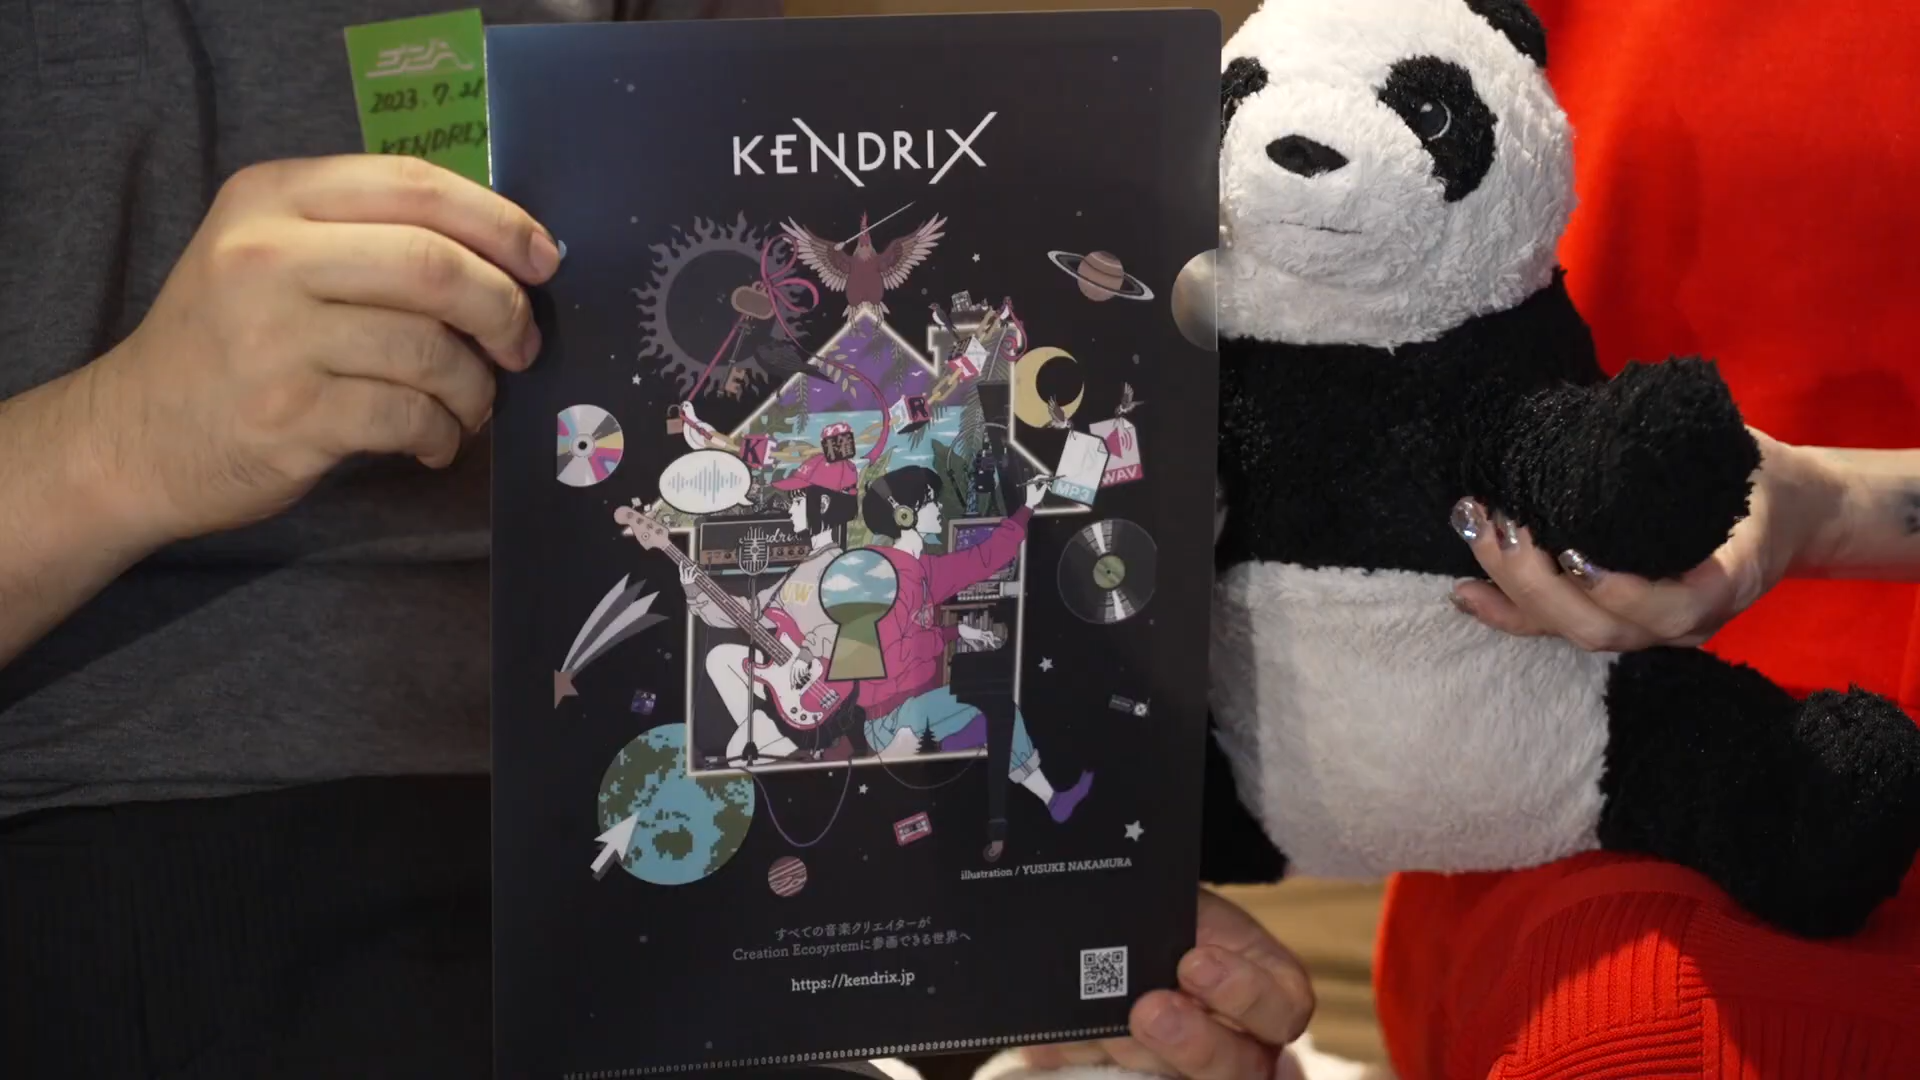 2023.7.21
KENDRIX
KENDRIX
K E
権
R
I
MP3
WAV
illustration / YUSUKE NAKAMURA
すべての音楽クリエイターが
Creation Ecosystemに参画できる世界へ
https://kendrix.jp